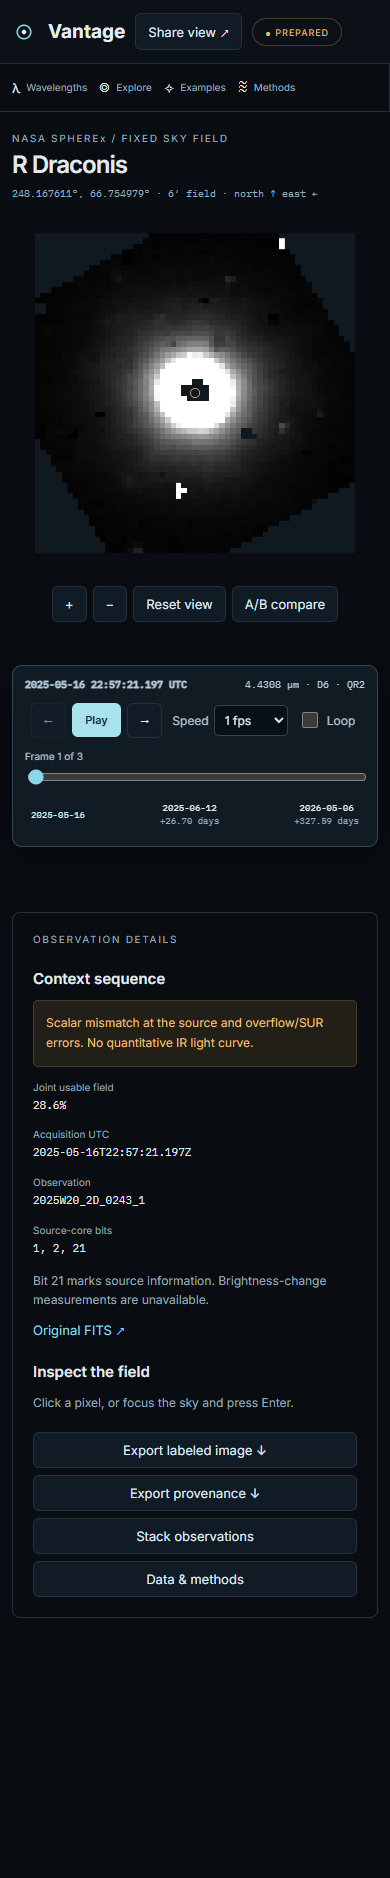 Vantage
Share view ↗
● PREPARED
λ Wavelengths
Explore
Examples
Methods
NASA SPHEREx / FIXED SKY FIELD
R Draconis
248.167611°, 66.754979° · 6′ field · north ↑ east ←
+
−
Reset view
A/B compare
2025-05-16 22:57:21.197 UTC
4.4308 µm · D6 · QR2
←
Play
→
Speed
1 fps
Loop
Frame 1 of 3
2025-05-16
2025-06-12
+26.70 days
2026-05-06
+327.59 days
OBSERVATION DETAILS
Context sequence
Scalar mismatch at the source and overflow/SUR
errors. No quantitative IR light curve.
Joint usable field
28.6%
Acquisition UTC
2025-05-16T22:57:21.197Z
Observation
2025W20_2D_0243_1
Source-core bits
1, 2, 21
Bit 21 marks source information. Brightness-change
measurements are unavailable.
Original FITS ↗
Inspect the field
Click a pixel, or focus the sky and press Enter.
Export labeled image ↓
Export provenance ↓
Stack observations
Data & methods